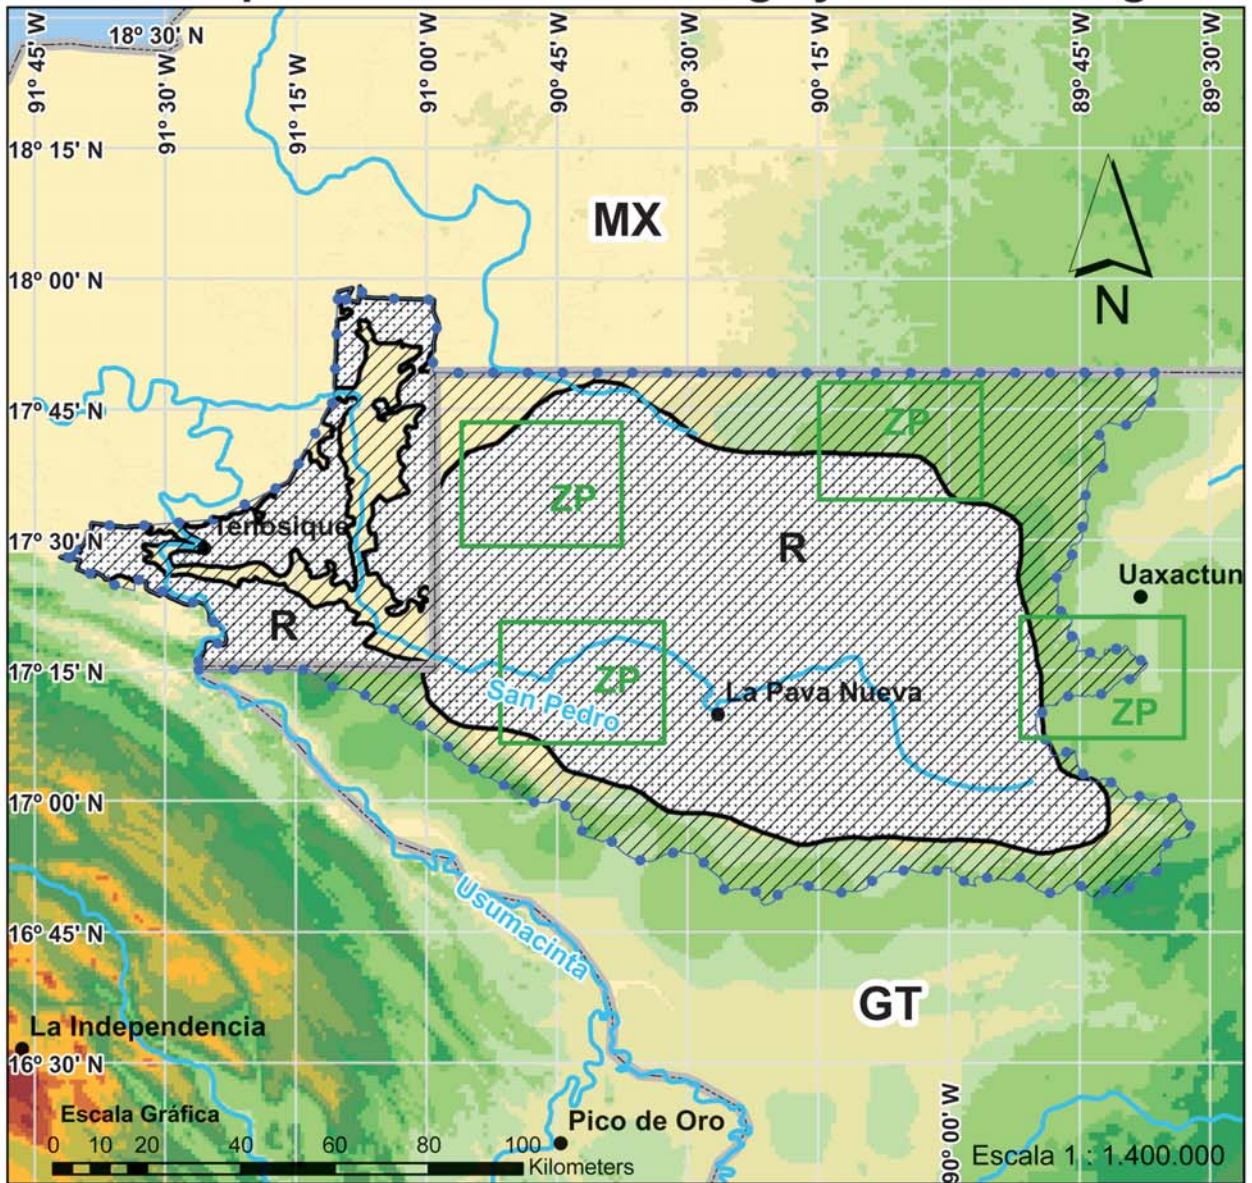 91º 45' W
18º 30' N
91º 30' W
91º 15' W
91º 00' W
90º 45' W
90º 30' W
90º 15' W
89º 45' W
89º 30' W
18º 15' N
MX
18º 00' N
N
17º 45' N
ZP
ZP
17º 30' N
Tenosique
R
Uaxactun
R
17º 15' N
ZP
San Pedro
La Pava Nueva
ZP
17º 00' N
Usumacinta
16º 45' N
GT
La Independencia
16º 30' N
Escala Gráfica
0 10 20 40 60 80 100
Kilometers
Pico de Oro
90º 00' W
Escala 1 : 1.400.000